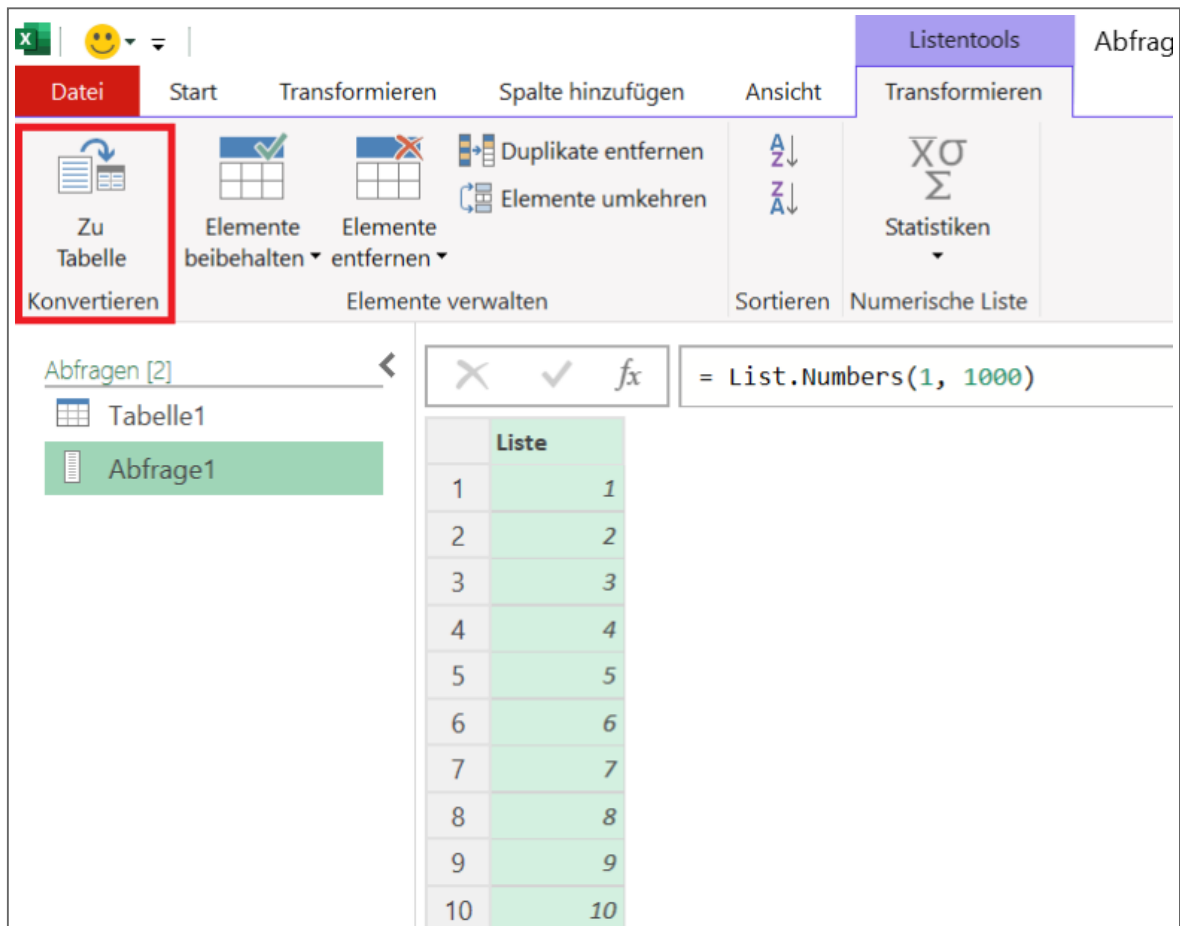 Listentools Abfrag
Datei Start Transformieren Spalte hinzufügen Ansicht Transformieren
Zu
Tabelle
Konvertieren
Elemente
beibehalten
Elemente
entfernen
Duplikate entfernen
Elemente umkehren
Elemente verwalten
A
Z
Z
A
Sortieren
XσΣ
Statistiken
Numerische Liste
Abfragen [2]
Tabelle1
Abfrage1
fx = List.Numbers(1, 1000)
Liste
1 1
2 2
3 3
4 4
5 5
6 6
7 7
8 8
9 9
10 10